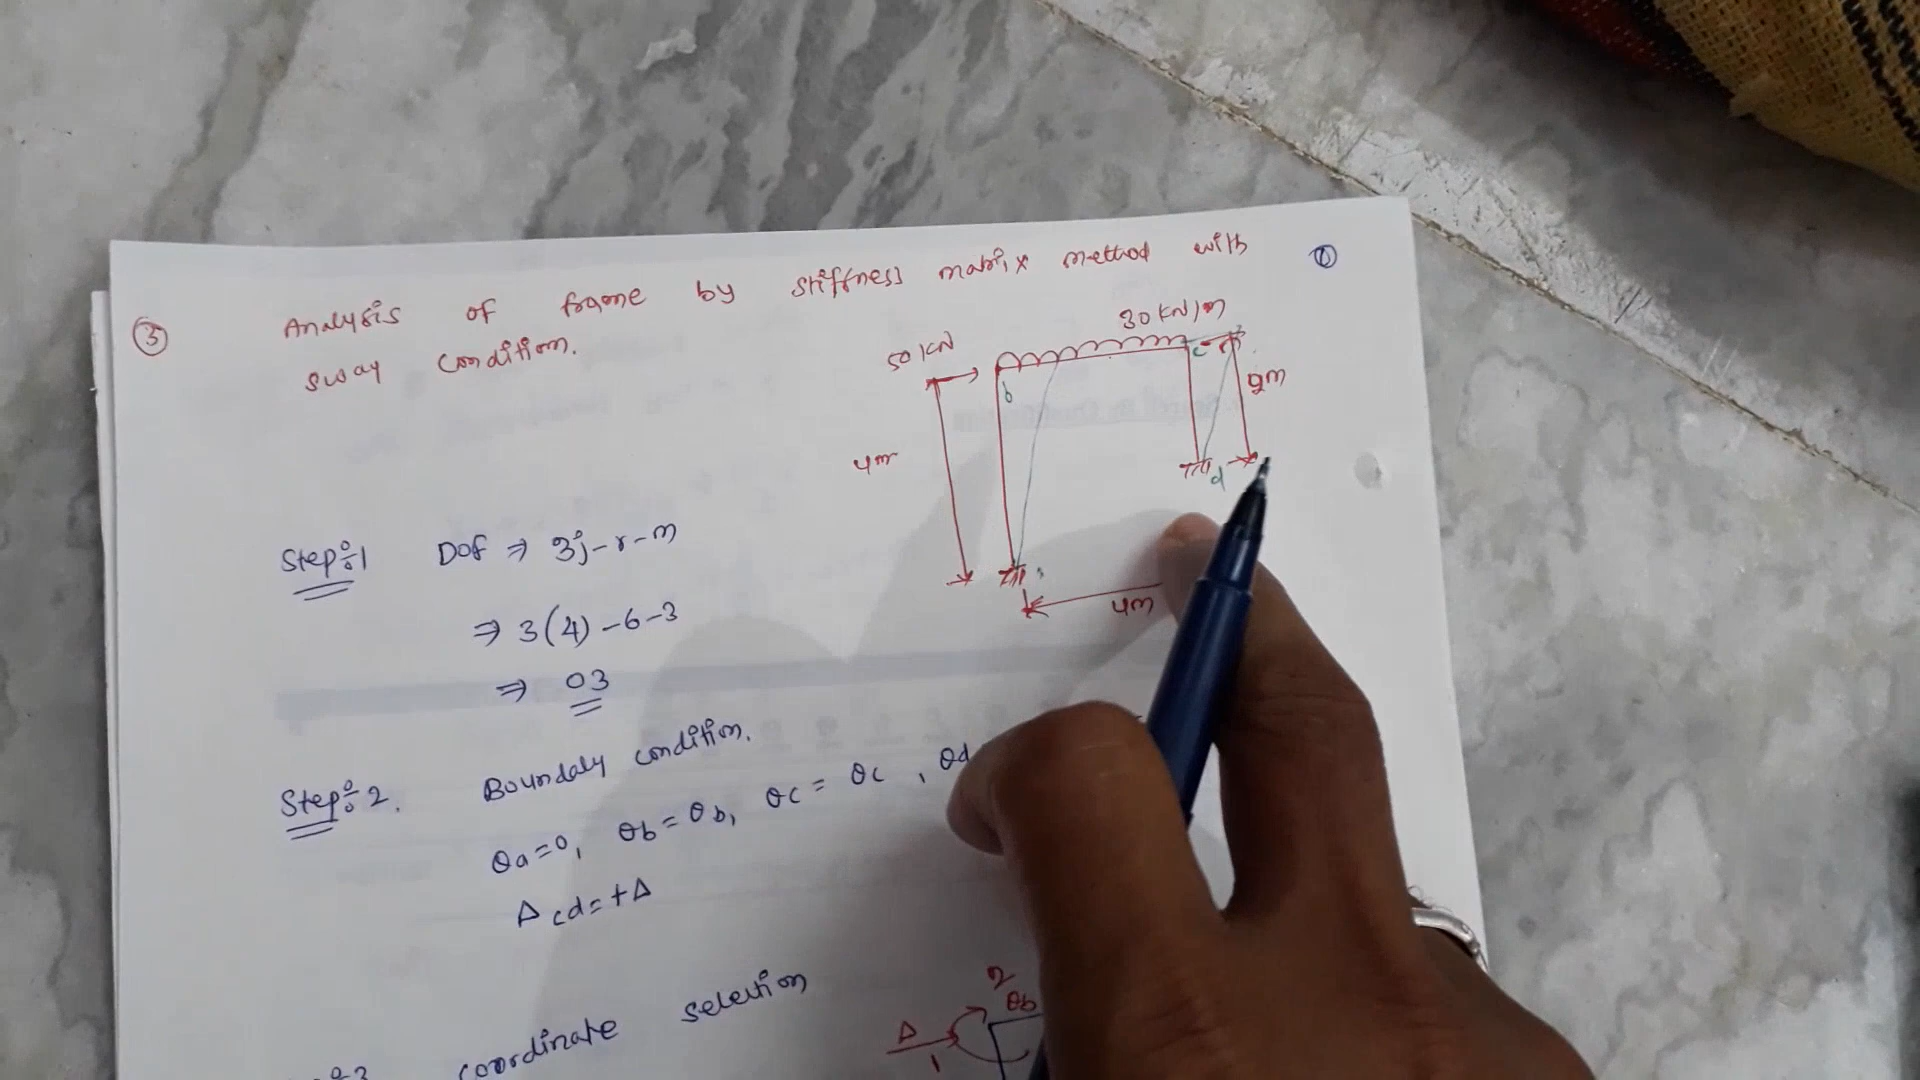 ③ Analysis of frame by stiffness matrix method with
sway condition.
①
50 KN
30 KN/m
b
c
4m
d
4m
Step:1 Dof ⇒ 3j-r-m
⇒ 3(4)-6-3
⇒ 03
Step:2. Boundary condition.
θa=0, θb=θb, θc=θc, θd
Δcd=+Δ
coordinate selection
2
Δ
θb
1